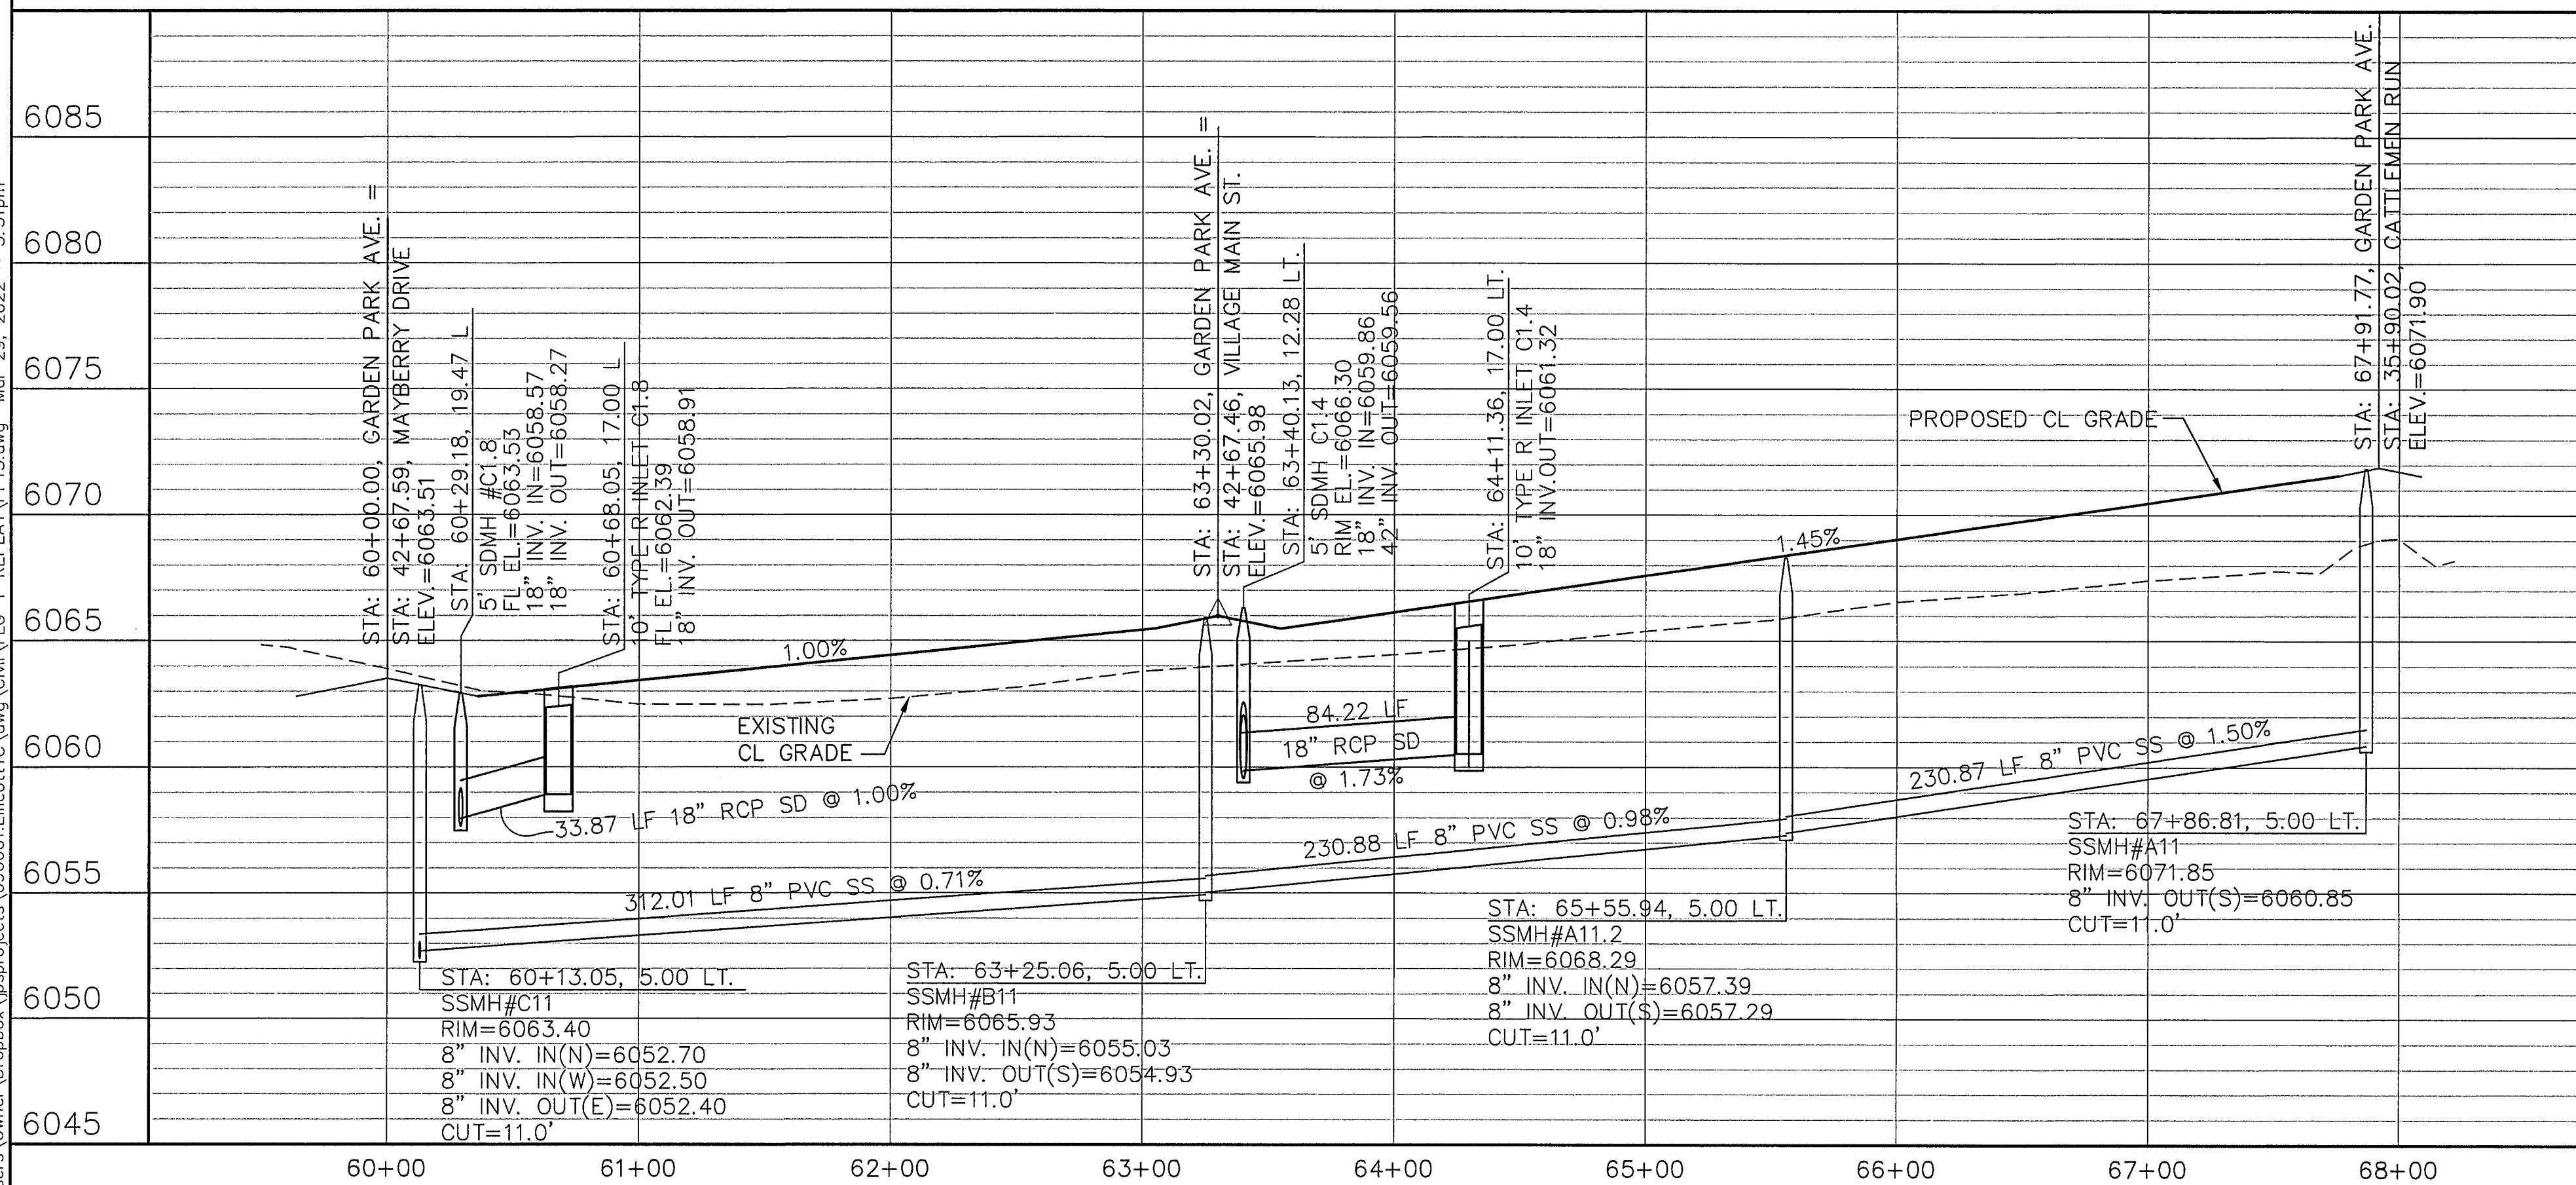 6085
6080
6075
6070
6065
6060
6055
6050
6045
STA: 60+00.00, GARDEN PARK AVE. =
STA: 42+67.59, MAYBERRY DRIVE
ELEV.=6063.51
STA: 60+29.18, 19.47 L
5' SDMH #C1.8
FL EL.=6063.53
18" INV. IN=6058.57
18" INV. OUT=6058.27
STA: 60+68.05, 17.00 L
10' TYPE R INLET C1.8
FL EL.=6062.39
18" INV. OUT=6058.91
STA: 63+30.02, GARDEN PARK AVE. =
STA: 42+67.46, VILLAGE MAIN ST.
ELEV.=6065.98
STA: 63+40.13, 12.28 LT.
5' SDMH C1.4
RIM EL.=6066.30
18" INV. IN=6059.86
42" INV. OUT=6059.56
STA: 64+11.36, 17.00 LT.
10' TYPE R INLET C1.4
18" INV.OUT=6061.32
STA: 67+91.77, GARDEN PARK AVE.
STA: 35+90.02, CATTLEMEN RUN
ELEV.=6071.90
PROPOSED CL GRADE
1.45%
1.00%
EXISTING
CL GRADE
84.22 LF
18" RCP SD
@ 1.73%
33.87 LF 18" RCP SD @ 1.00%
312.01 LF 8" PVC SS @ 0.71%
230.88 LF 8" PVC SS @ 0.98%
230.87 LF 8" PVC SS @ 1.50%
STA: 60+13.05, 5.00 LT.
SSMH#C11
RIM=6063.40
8" INV. IN(N)=6052.70
8" INV. IN(W)=6052.50
8" INV. OUT(E)=6052.40
CUT=11.0'
STA: 63+25.06, 5.00 LT.
SSMH#B11
RIM=6065.93
8" INV. IN(N)=6055.03
8" INV. OUT(S)=6054.93
CUT=11.0'
STA: 65+55.94, 5.00 LT.
SSMH#A11.2
RIM=6068.29
8" INV. IN(N)=6057.39
8" INV. OUT(S)=6057.29
CUT=11.0'
STA: 67+86.81, 5.00 LT.
SSMH#A11
RIM=6071.85
8" INV. OUT(S)=6060.85
CUT=11.0'
60+00 61+00 62+00 63+00 64+00 65+00 66+00 67+00 68+00